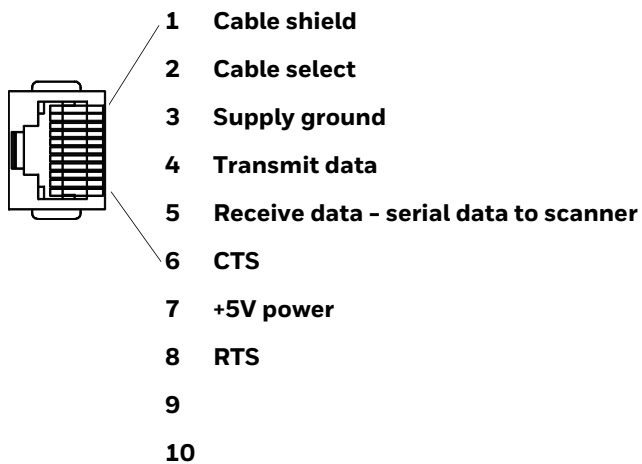 1 Cable shield
2 Cable select
3 Supply ground
4 Transmit data
5 Receive data - serial data to scanner
6 CTS
7 +5V power
8 RTS
9
10